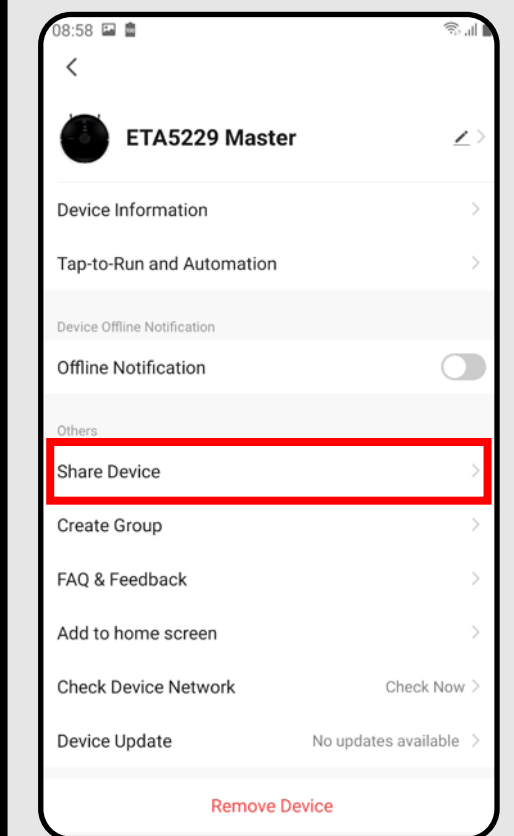 08:58
ETA5229 Master
Device Information
Tap-to-Run and Automation
Device Offline Notification
Offline Notification
Others
Share Device
Create Group
FAQ & Feedback
Add to home screen
Check Device Network Check Now
Device Update No updates available
Remove Device